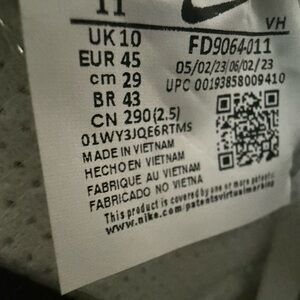 11
VH
UK 10
FD9064-011
EUR 45
05/02/23 06/02/23
cm 29
UPC 00193858009410
BR 43
CN 290(2.5)
01WY3JQE6RTMS
MADE IN VIETNAM
HECHO EN VIETNAM
FABRIQUE AU VIETNAM
FABRICADO NO VIETNA
This product is covered by one or more patents
www.nike.com/patentsvirtualmarking